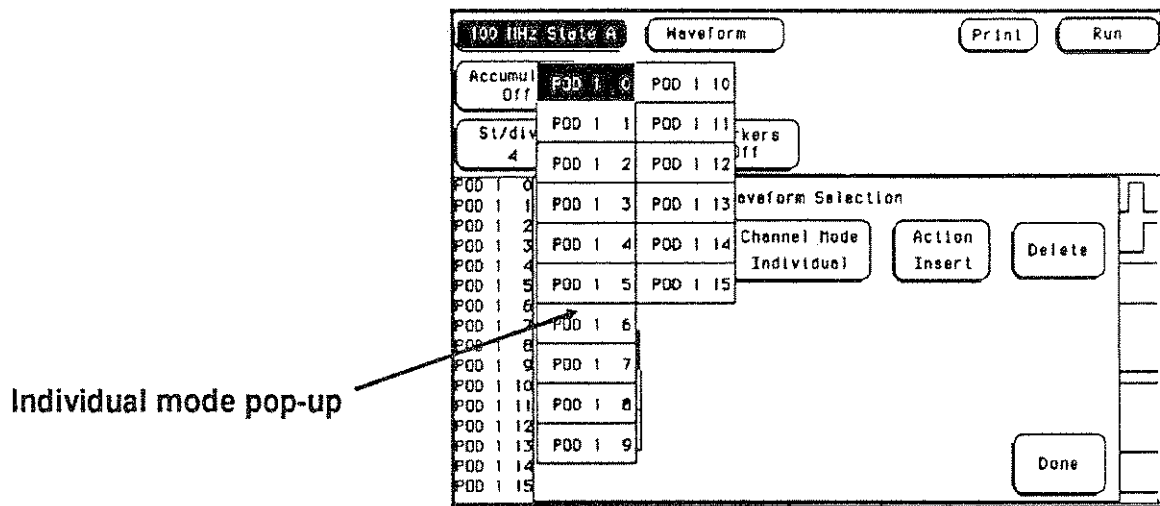 100 MHz State A Waveform Print Run
Accumul
Off
St/div
4
kers
ff
POD 1 0 POD 1 10
POD 1 1 POD 1 11
POD 1 2 POD 1 12
POD 1 3 POD 1 13
POD 1 4 POD 1 14
POD 1 5 POD 1 15
POD 1 6
POD 1 7
POD 1 8
POD 1 9
aveform Selection
Channel Mode
Individual
Action
Insert
Delete
Done
POD 1 0
POD 1 1
POD 1 2
POD 1 3
POD 1 4
POD 1 5
POD 1 6
POD 1 7
POD 1 8
POD 1 9
POD 1 10
POD 1 11
POD 1 12
POD 1 13
POD 1 14
POD 1 15
Individual mode pop-up